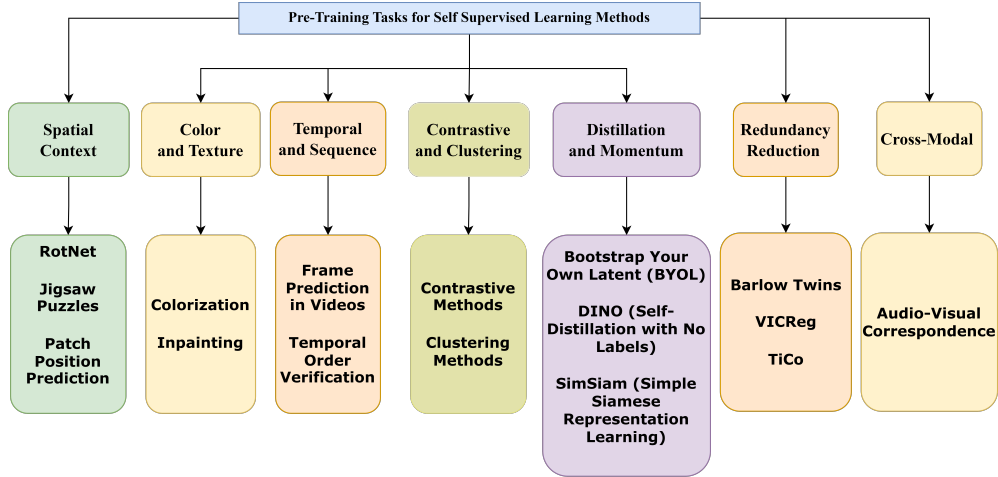 Pre-Training Tasks for Self Supervised Learning Methods
Spatial
Context
Color
and Texture
Temporal
and Sequence
Contrastive
and Clustering
Distillation
and Momentum
Redundancy
Reduction
Cross-Modal
RotNet
Jigsaw
Puzzles
Patch
Position
Prediction
Colorization
Inpainting
Frame
Prediction
in Videos
Temporal
Order
Verification
Contrastive
Methods
Clustering
Methods
Bootstrap Your
Own Latent (BYOL)
DINO (Self-
Distillation with No
Labels)
SimSiam (Simple
Siamese
Representation
Learning)
Barlow Twins
VICReg
TiCo
Audio-Visual
Correspondence